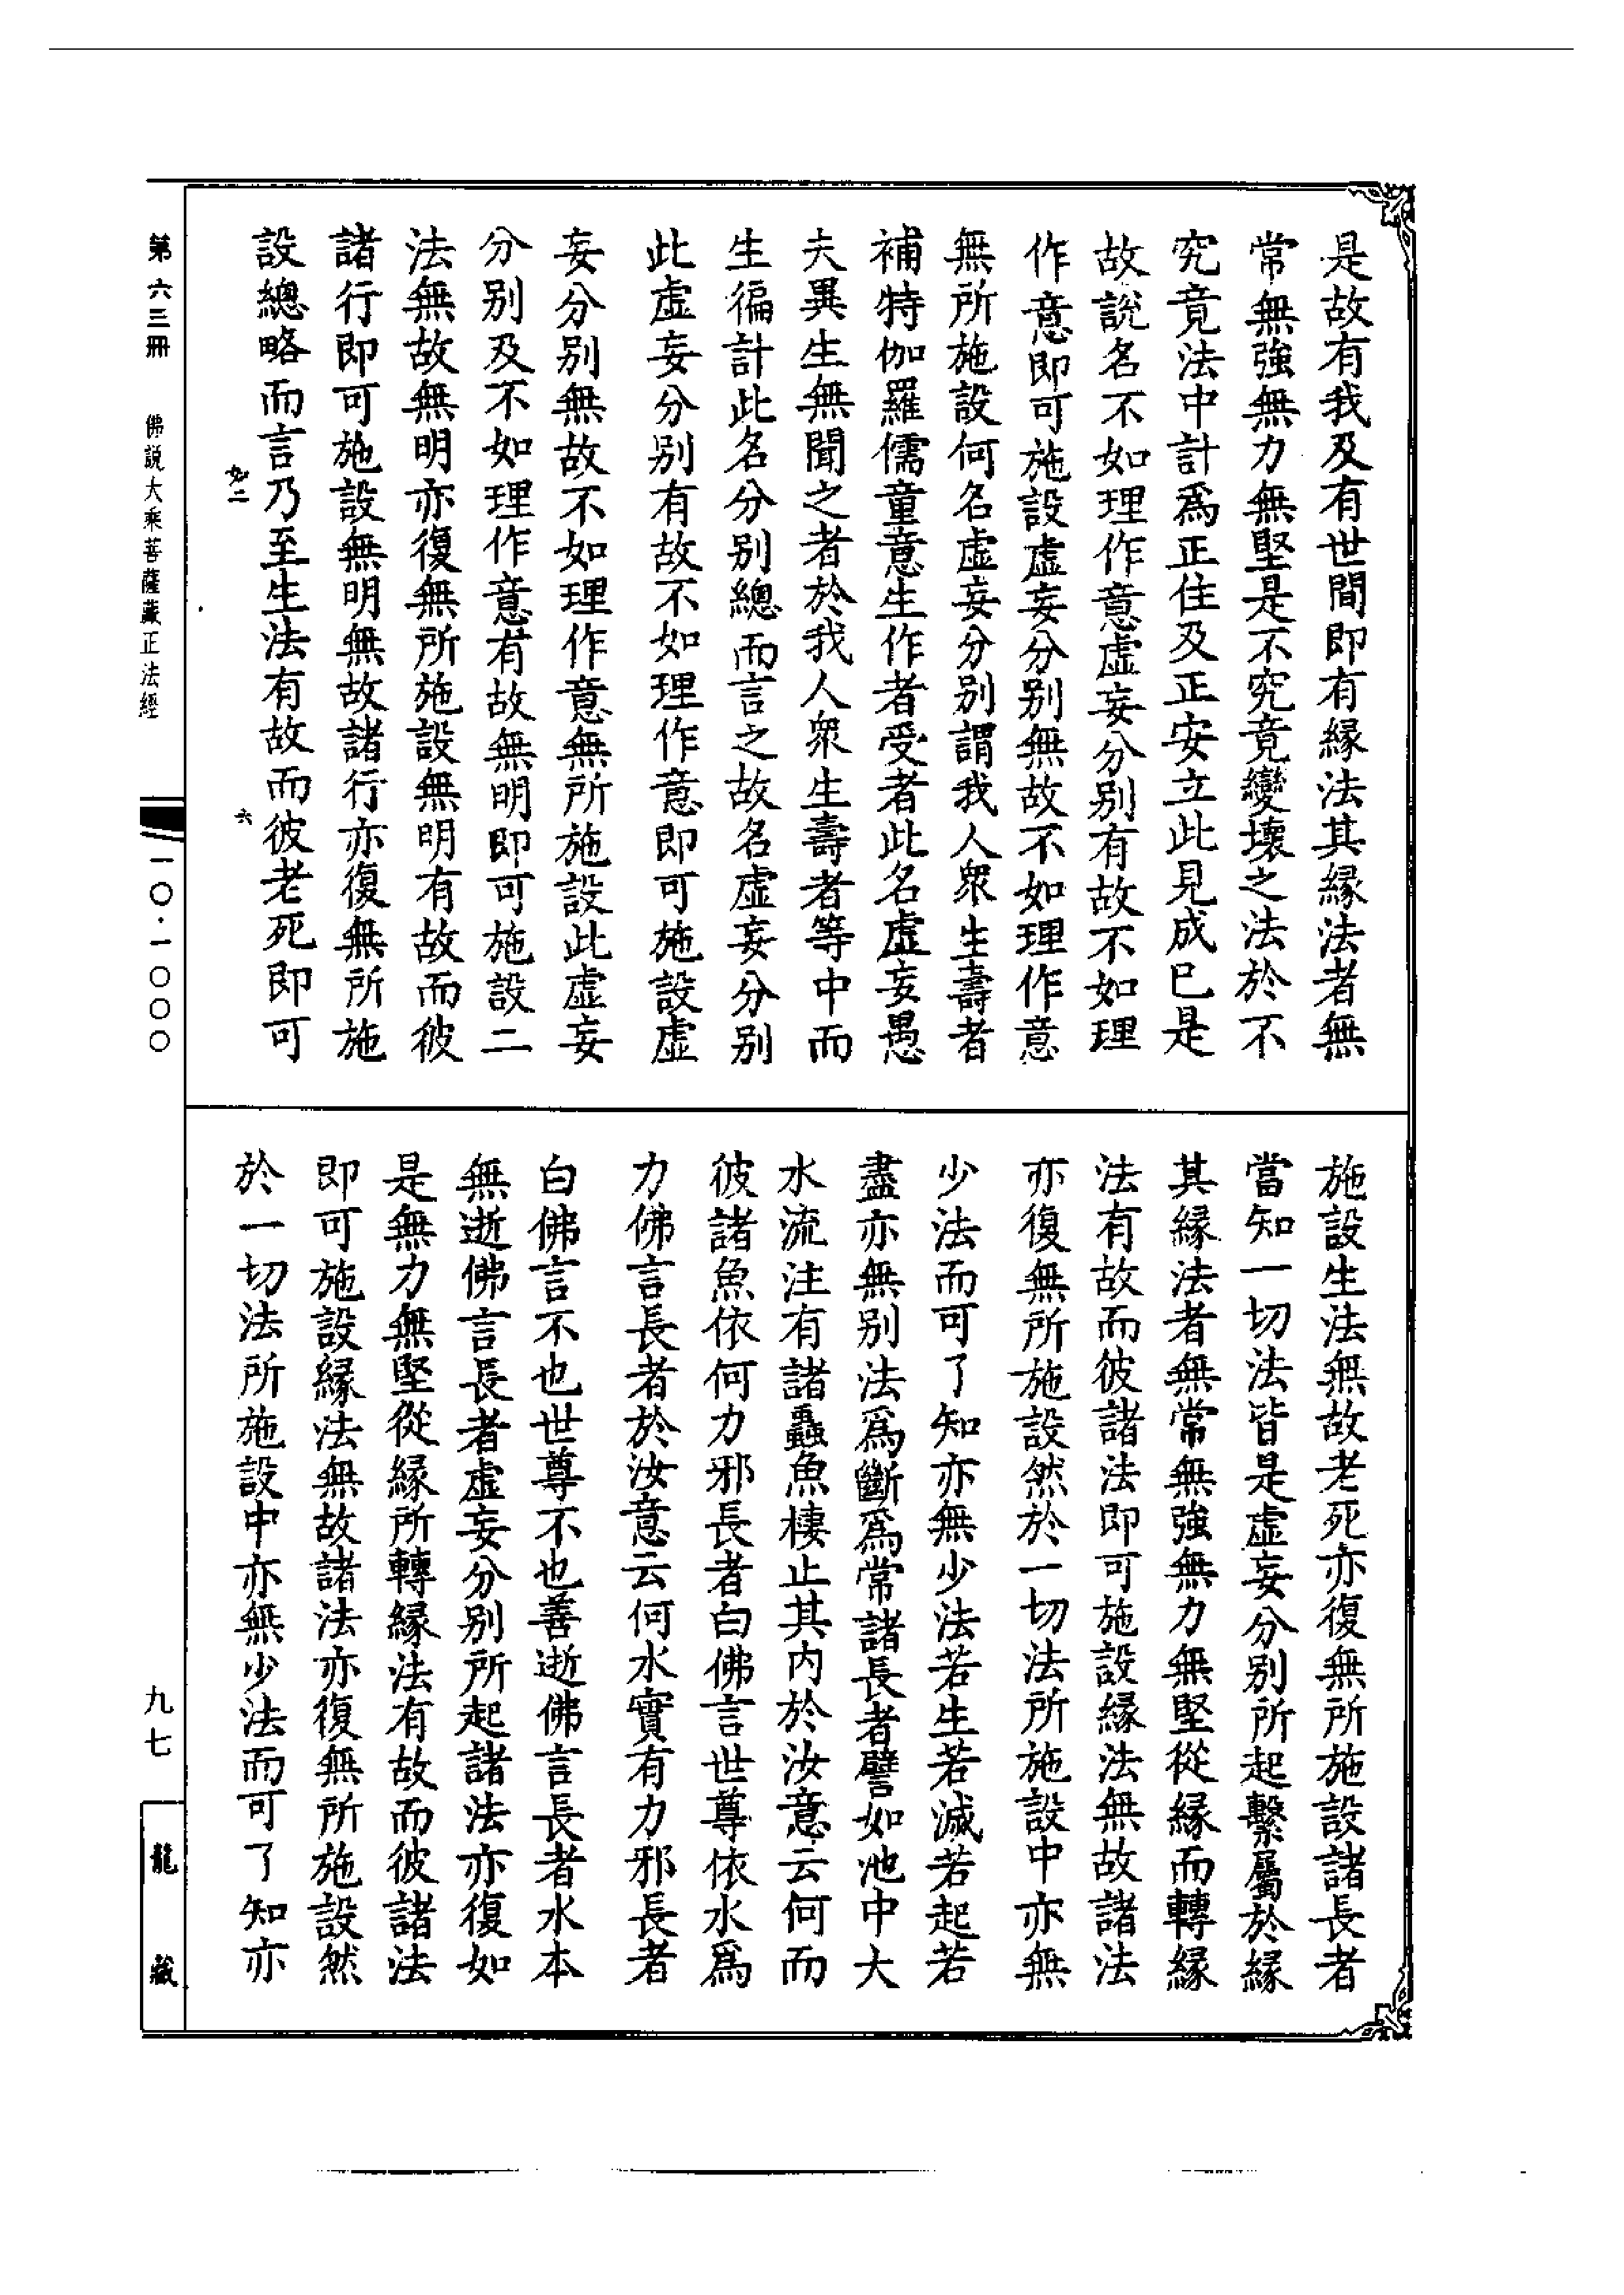 是故有我及有世間即有緣法其緣法者無
常無強無力無堅是不究竟變壞之法於不
究竟法中計為正住及正安立此見成已是
故說名不如理作意虛妄分別有故不如理
作意即可施設虛妄分別無故不如理作意
無所施設何名虛妄分別謂我人衆生壽者
補特伽羅儒童意生作者受者此名虛妄愚
夫異生無聞之者於我人衆生壽者等中而
生徧計此名分別總而言之故名虛妄分別
此虛妄分別有故不如理作意即可施設虛
妄分別無故不如理作意無所施設此虛妄
分別及不如理作意有故無明即可施設二
法無故無明亦復無所施設無明有故而彼
諸行即可施設無明無故諸行亦復無所施
設總略而言乃至生法有故而彼老死即可
施設生法無故老死亦復無所施設諸長者
當知一切法皆是虛妄分別所起繫屬於緣
其緣法者無常無強無力無堅從緣而轉緣
法有故而彼諸法即可施設緣法無故諸法
亦復無所施設然於一切法所施設中亦無
少法而可了知亦無少法若生若滅若起若
盡亦無別法為斷為常諸長者譬如池中大
水流注有諸蟲魚棲止其內於汝意云何而
彼諸魚依何力邪長者白佛言世尊依水為
力佛言長者於汝意云何水實有力邪長者
白佛言不也世尊不也善逝佛言長者水本
無逝佛言長者虛妄分別所起諸法亦復如
是無力無堅從緣所轉緣法有故而彼諸法
即可施設緣法無故諸法亦復無所施設然
於一切法所施設中亦無少法而可了知亦
第六三冊 佛說大乘菩薩藏正法經
一〇·一〇〇〇
九七
龍藏
六